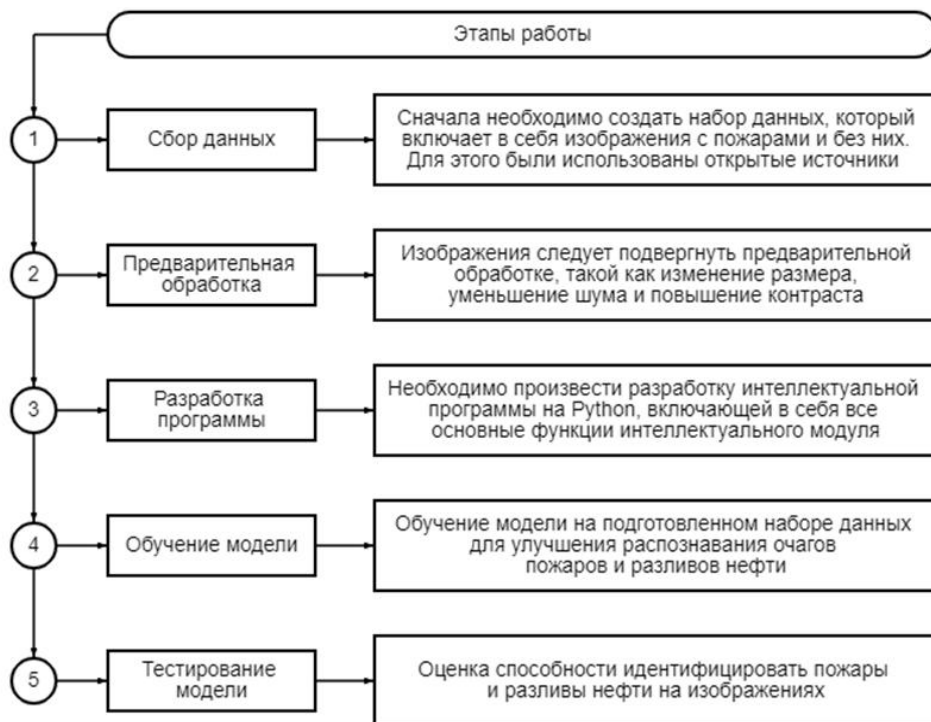 Этапы работы
1
Сбор данных
Сначала необходимо создать набор данных, который
включает в себя изображения с пожарами и без них.
Для этого были использованы открытые источники
2
Предварительная
обработка
Изображения следует подвергнуть предварительной
обработке, такой как изменение размера,
уменьшение шума и повышение контраста
3
Разработка
программы
Необходимо произвести разработку интеллектуальной
программы на Python, включающей в себя все
основные функции интеллектуального модуля
4
Обучение модели
Обучение модели на подготовленном наборе данных
для улучшения распознавания очагов
пожаров и разливов нефти
5
Тестирование
модели
Оценка способности идентифицировать пожары
и разливы нефти на изображениях